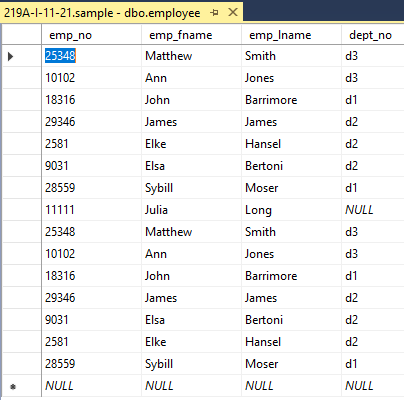 219A-I-11-21.sample - dbo.employee
emp_no emp_fname emp_lname dept_no
25348 Matthew Smith d3
10102 Ann Jones d3
18316 John Barrimore d1
29346 James James d2
2581 Elke Hansel d2
9031 Elsa Bertoni d2
28559 Sybill Moser d1
11111 Julia Long NULL
25348 Matthew Smith d3
10102 Ann Jones d3
18316 John Barrimore d1
29346 James James d2
9031 Elsa Bertoni d2
2581 Elke Hansel d2
28559 Sybill Moser d1
NULL NULL NULL NULL